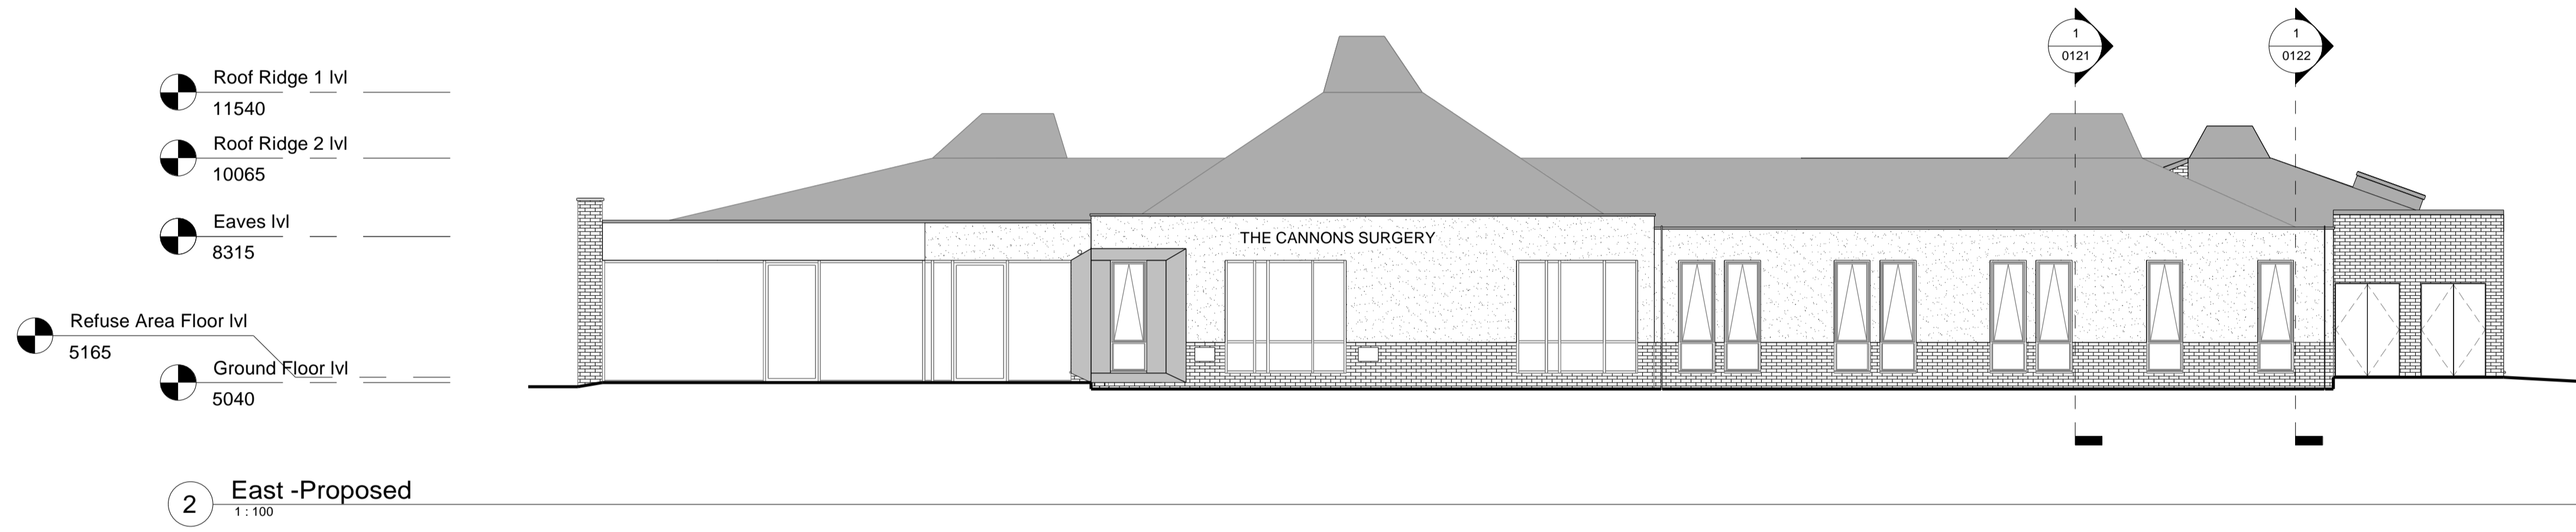 Roof Ridge 1 lvl
11540
Roof Ridge 2 lvl
10065
Eaves lvl
8315
Refuse Area Floor lvl
5165
Ground Floor lvl
5040
THE CANNONS SURGERY
1
0121
1
0122
2
East -Proposed
1 : 100